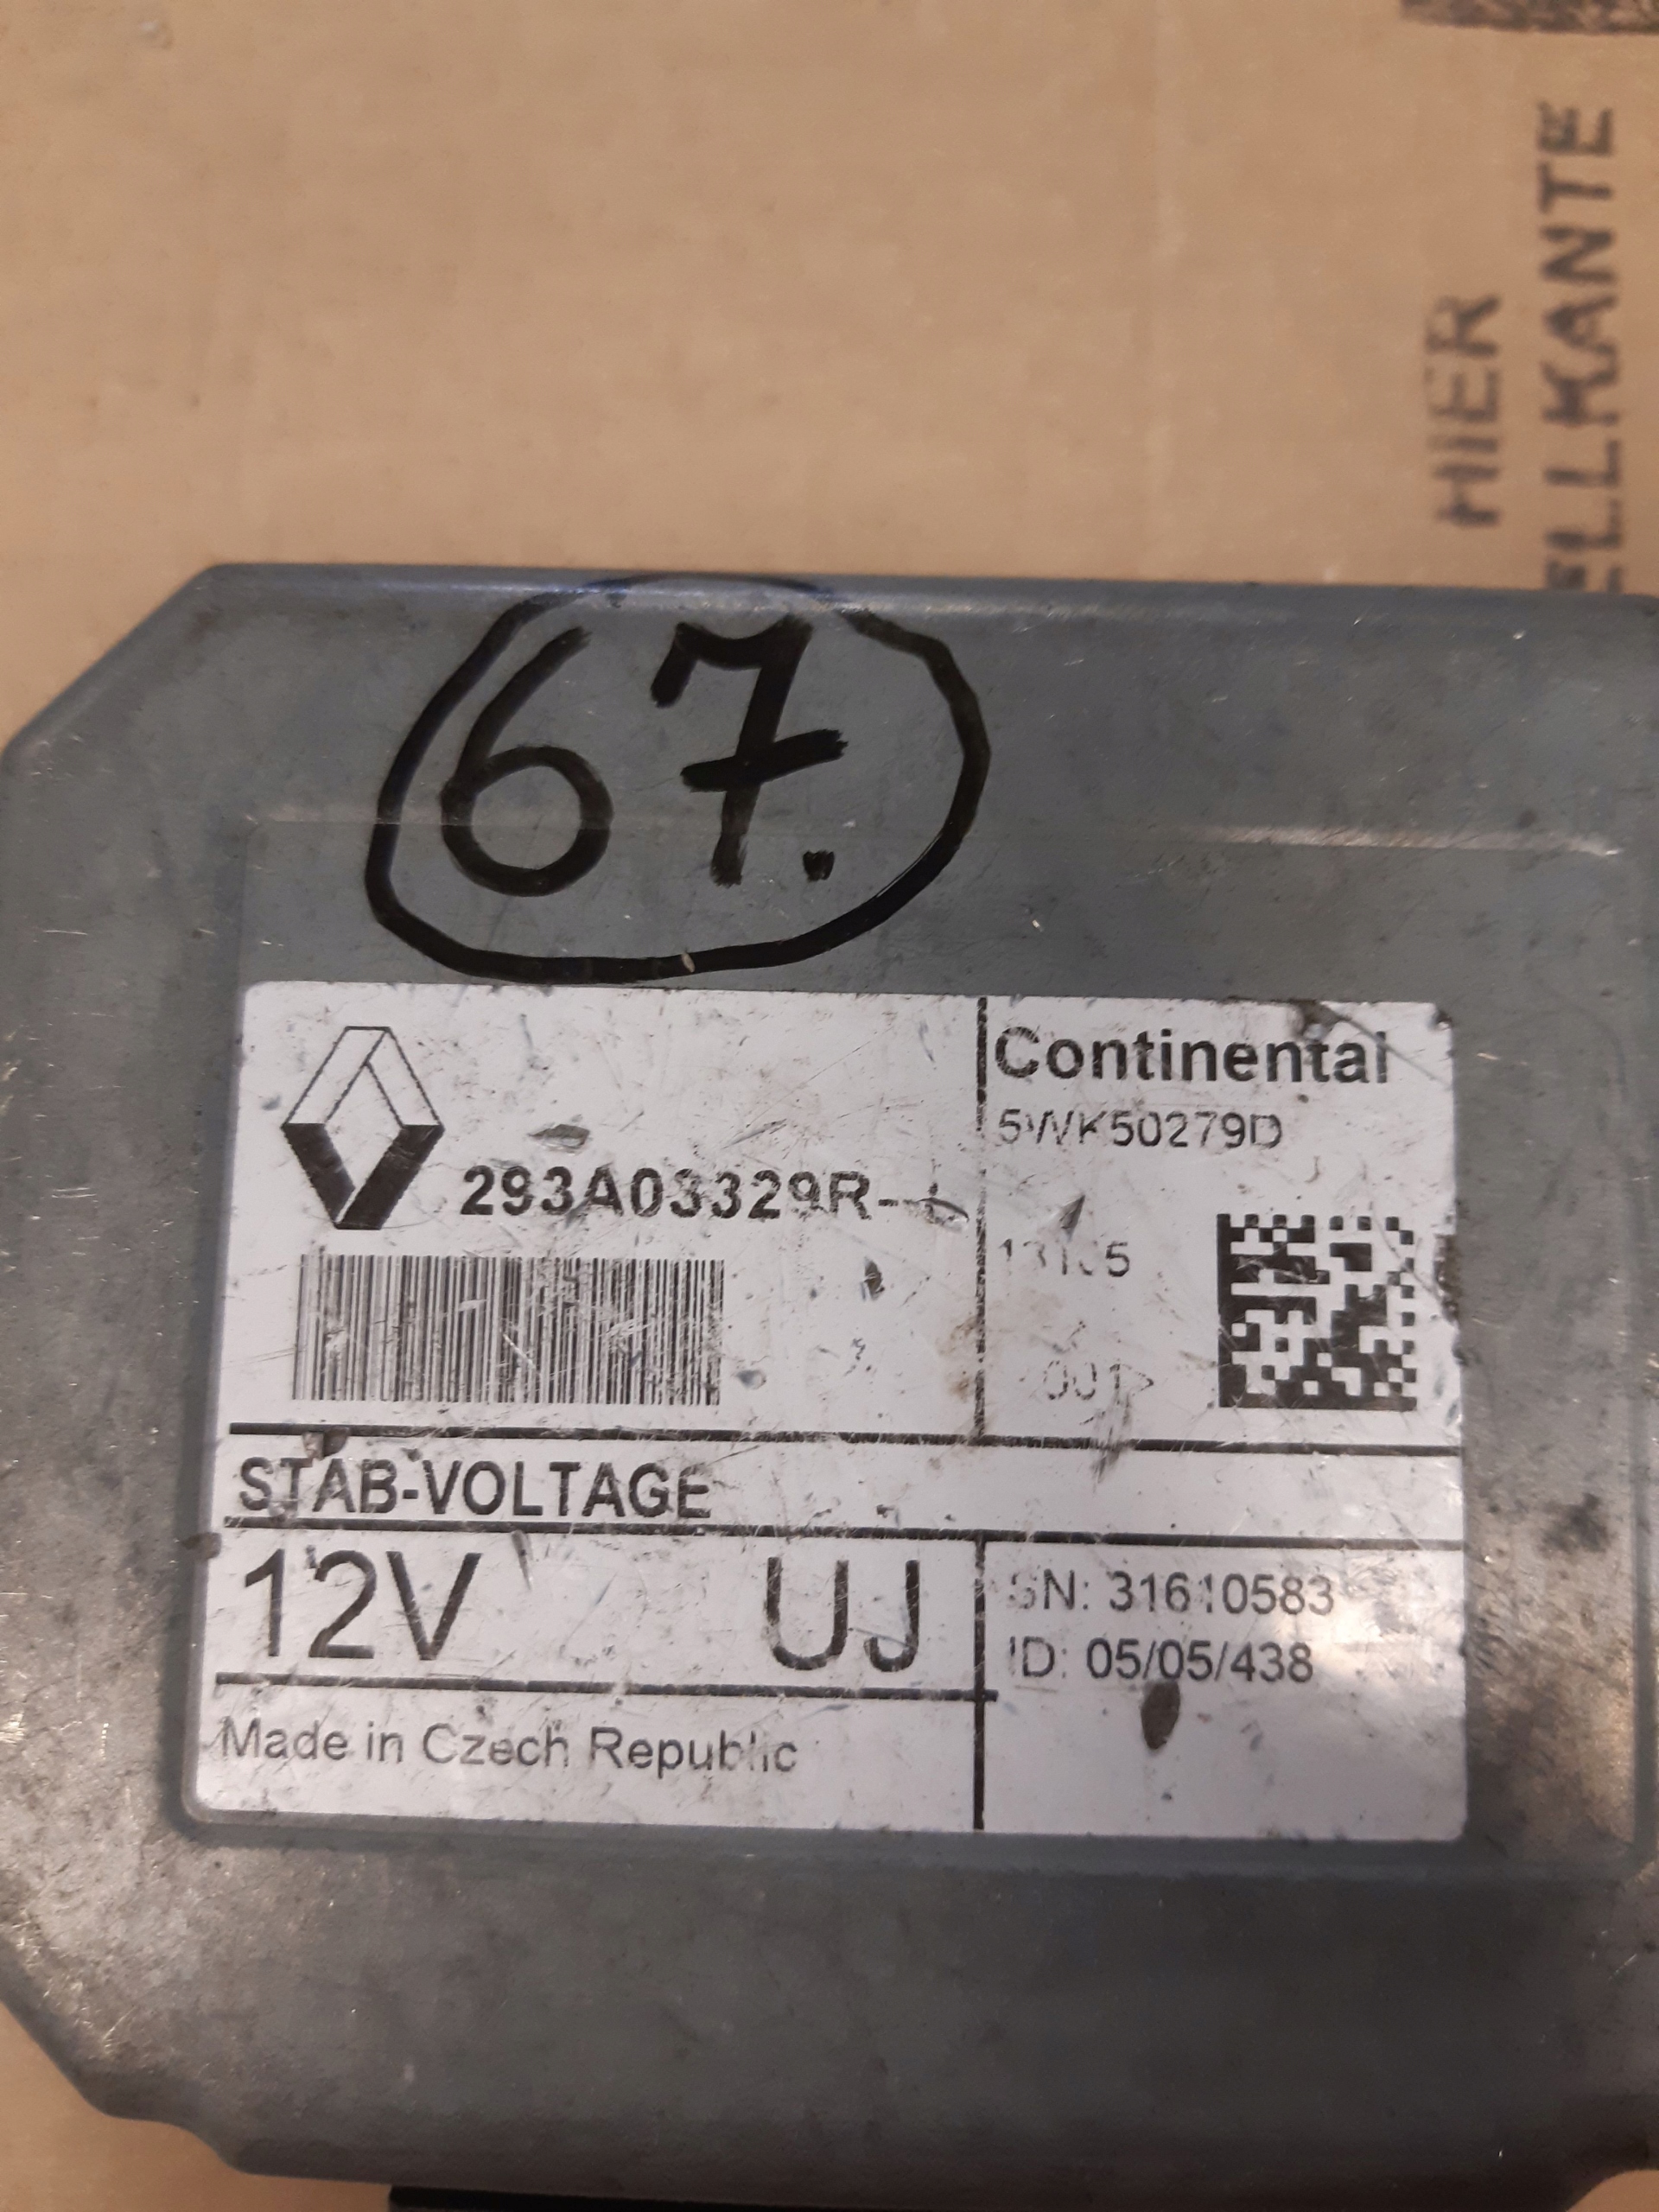 HIER
ELLKANTE
67.
Continental
5WK50279D
293A03329R-
STAB-VOLTAGE
12V UJ
SN: 31610583
ID: 05/05/438
Made in Czech Republic